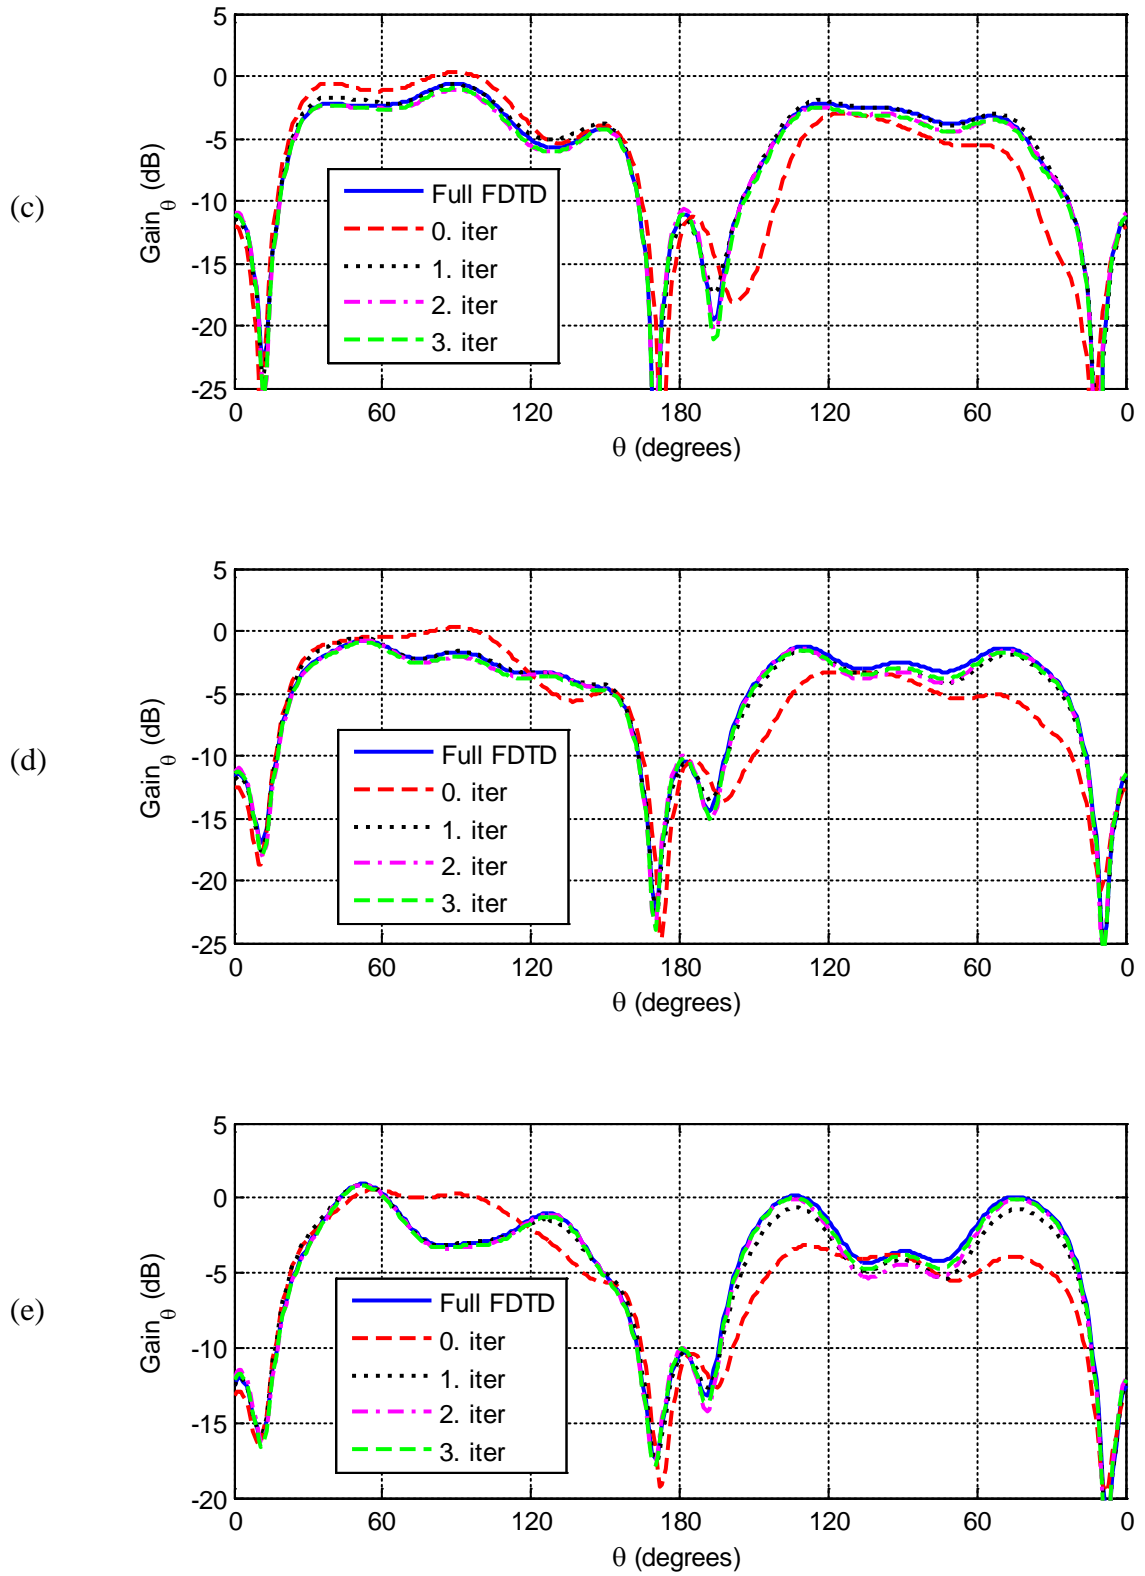 (c)
Gain_θ (dB)
5
0
-5
-10
-15
-20
-25
Full FDTD
0. iter
1. iter
2. iter
3. iter
0 60 120 180 120 60 0
θ (degrees)
(d)
Gain_θ (dB)
5
0
-5
-10
-15
-20
-25
Full FDTD
0. iter
1. iter
2. iter
3. iter
0 60 120 180 120 60 0
θ (degrees)
(e)
Gain_θ (dB)
5
0
-5
-10
-15
-20
Full FDTD
0. iter
1. iter
2. iter
3. iter
0 60 120 180 120 60 0
θ (degrees)